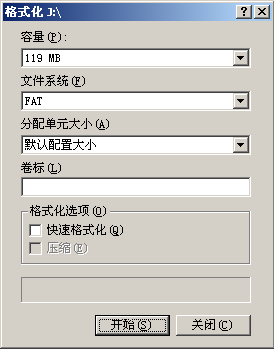 格式化 J:\
容量(P):
119 MB
文件系统(F)
FAT
分配单元大小(A)
默认配置大小
卷标(L)
格式化选项(O)
快速格式化(Q)
压缩(E)
开始(S)
关闭(C)